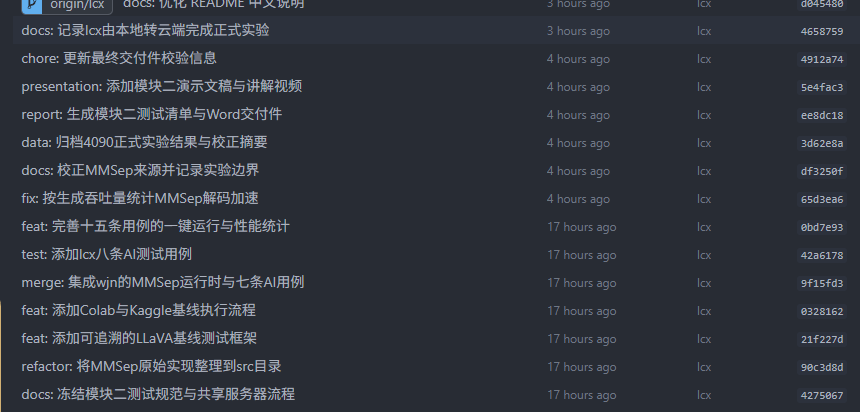 origin/lcx docs: 优化 README 中文说明 3 hours ago lcx d045480
docs: 记录lcx由本地转云端完成正式实验 3 hours ago lcx 4658759
chore: 更新最终交付件校验信息 4 hours ago lcx 4912a74
presentation: 添加模块二演示文稿与讲解视频 4 hours ago lcx 5e4fac3
report: 生成模块二测试清单与Word交付件 4 hours ago lcx ee8dc18
data: 归档4090正式实验结果与校正摘要 4 hours ago lcx 3d62e8a
docs: 校正MMSep来源并记录实验边界 4 hours ago lcx df3250f
fix: 按生成吞吐量统计MMSep解码加速 4 hours ago lcx 65d3ea6
feat: 完善十五条用例的一键运行与性能统计 17 hours ago lcx 0bd7e93
test: 添加lcx八条AI测试用例 17 hours ago lcx 42a6178
merge: 集成wjn的MMSep运行时与七条AI用例 17 hours ago lcx 9f15fd3
feat: 添加Colab与Kaggle基线执行流程 17 hours ago lcx 0328162
feat: 添加可追溯的LLaVA基线测试框架 17 hours ago lcx 21f227d
refactor: 将MMSep原始实现整理到src目录 17 hours ago lcx 90c3d8d
docs: 冻结模块二测试规范与共享服务器流程 17 hours ago lcx 4275067